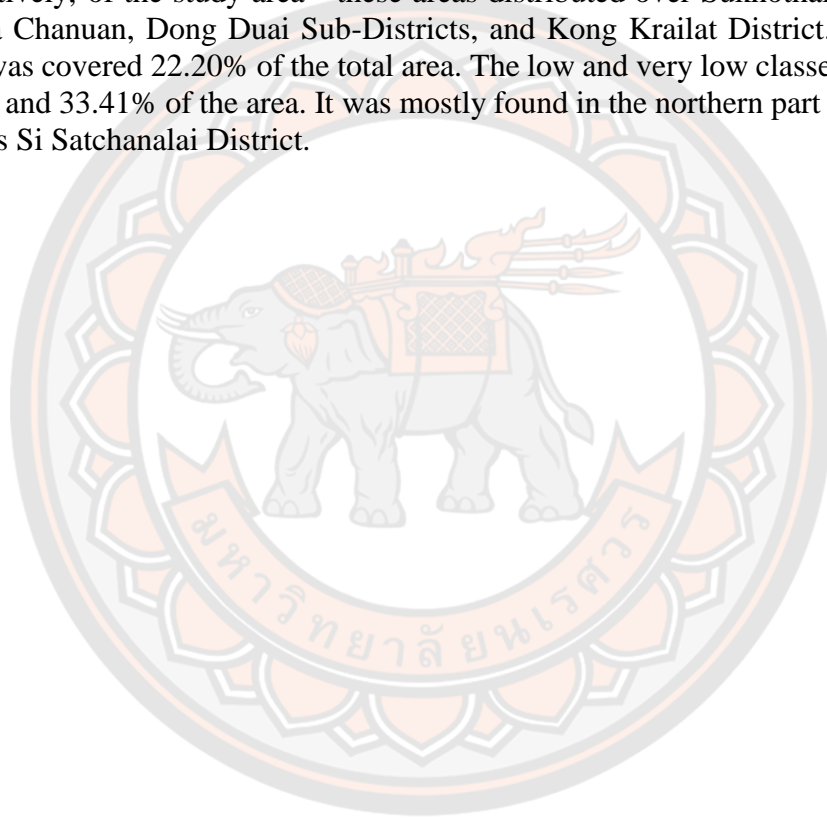 tively, of the study area these areas distributed over
Chanuan, Dong Duai Sub-Districts, and Kong Krailat District.
was covered 22.20% of the total area. The low and very low classe
and 33.41% of the area. It was mostly found in the northern part
s Si Satchanalai District.
มหาวิทยาลัยนเรศวร